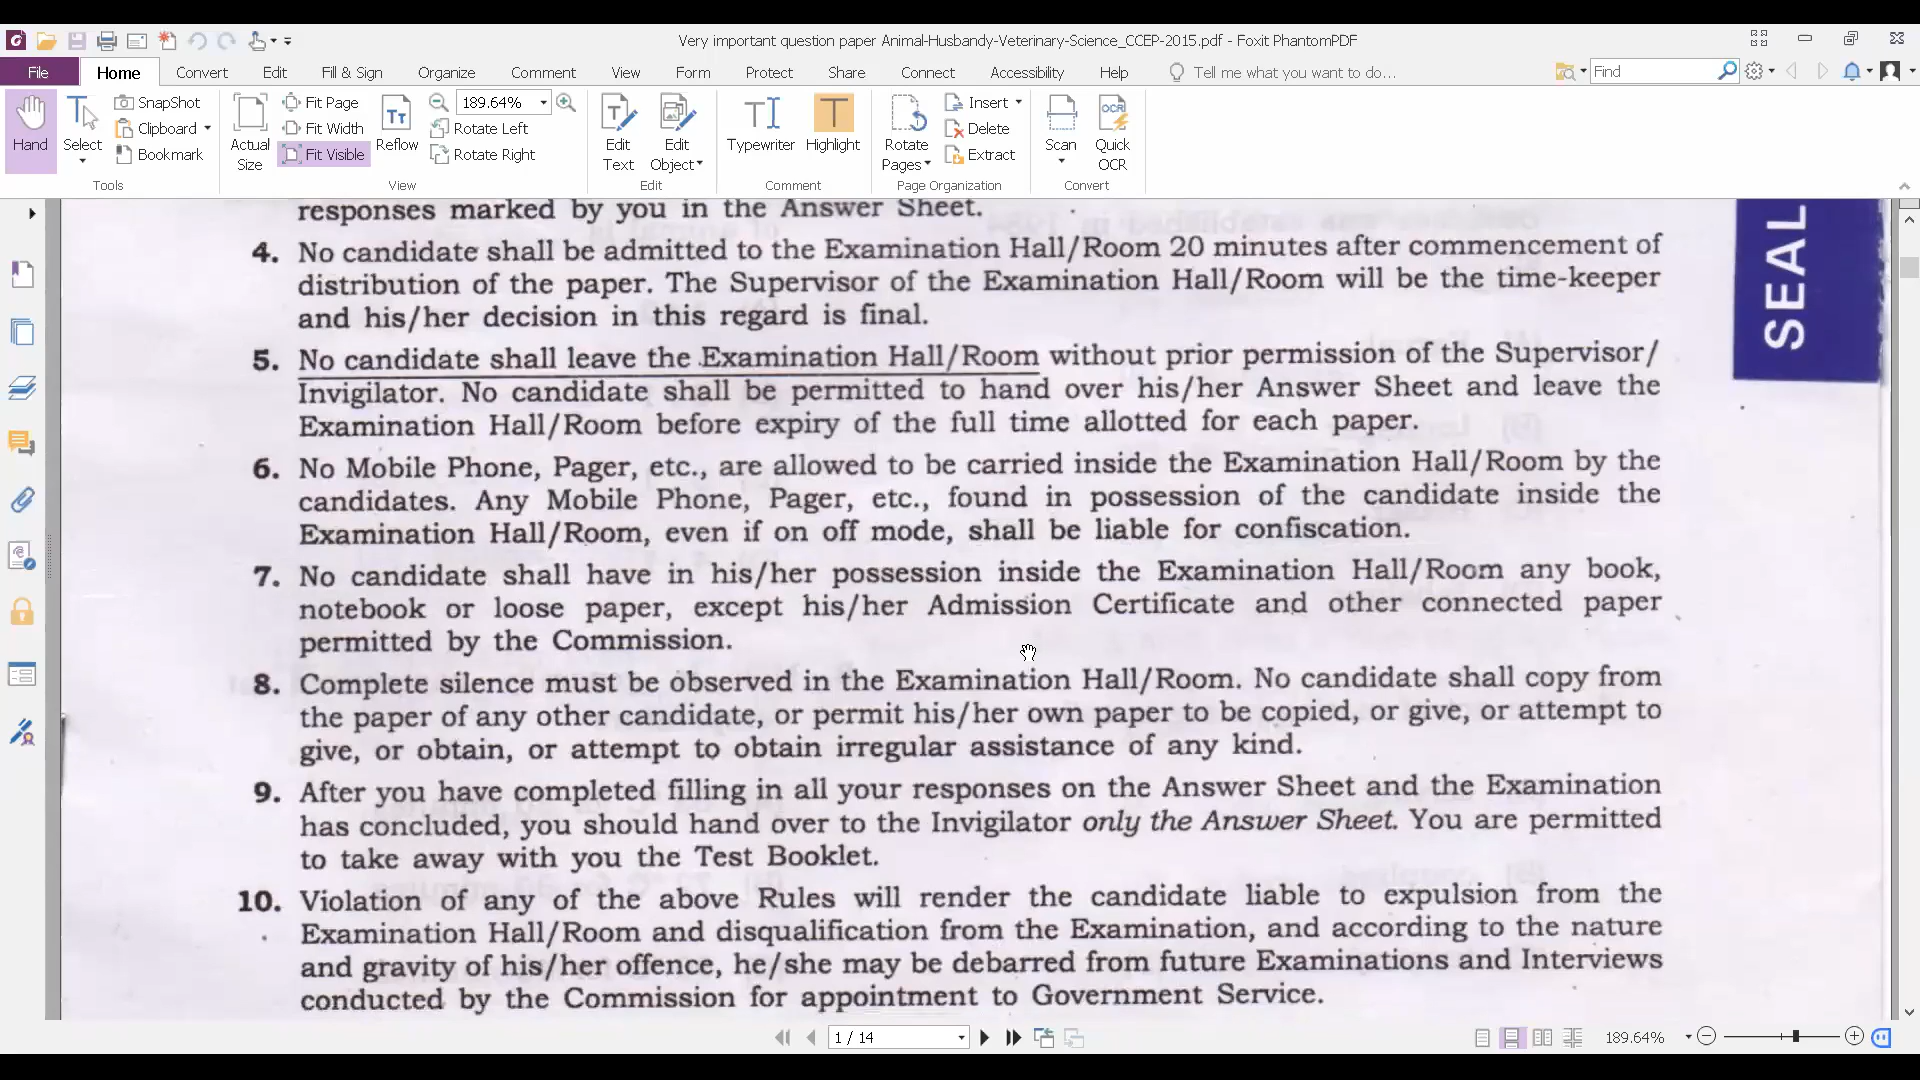 Very important question paper Animal-Husbandy-Veterinary-Science_CCEP-2015.pdf - Foxit PhantomPDF
File Home Convert Edit Fill & Sign Organize Comment View Form Protect Share Connect Accessibility Help Tell me what you want to do... Find
Hand
Select
SnapShot
Clipboard
Bookmark
Tools
Actual Size
Fit Page
Fit Width
Fit Visible
Reflow
189.64%
Rotate Left
Rotate Right
View
Edit Text
Edit Object
Edit
Typewriter
Highlight
Comment
Rotate Pages
Insert
Delete
Extract
Page Organization
Scan
OCR
Quick OCR
Convert
responses marked by you in the Answer Sheet.
4. No candidate shall be admitted to the Examination Hall/Room 20 minutes after commencement of
distribution of the paper. The Supervisor of the Examination Hall/Room will be the time-keeper
and his/her decision in this regard is final.
5. No candidate shall leave the Examination Hall/Room without prior permission of the Supervisor/
Invigilator. No candidate shall be permitted to hand over his/her Answer Sheet and leave the
Examination Hall/Room before expiry of the full time allotted for each paper.
6. No Mobile Phone, Pager, etc., are allowed to be carried inside the Examination Hall/Room by the
candidates. Any Mobile Phone, Pager, etc., found in possession of the candidate inside the
Examination Hall/Room, even if on off mode, shall be liable for confiscation.
7. No candidate shall have in his/her possession inside the Examination Hall/Room any book,
notebook or loose paper, except his/her Admission Certificate and other connected paper
permitted by the Commission.
8. Complete silence must be observed in the Examination Hall/Room. No candidate shall copy from
the paper of any other candidate, or permit his/her own paper to be copied, or give, or attempt to
give, or obtain, or attempt to obtain irregular assistance of any kind.
9. After you have completed filling in all your responses on the Answer Sheet and the Examination
has concluded, you should hand over to the Invigilator only the Answer Sheet. You are permitted
to take away with you the Test Booklet.
10. Violation of any of the above Rules will render the candidate liable to expulsion from the
Examination Hall/Room and disqualification from the Examination, and according to the nature
and gravity of his/her offence, he/she may be debarred from future Examinations and Interviews
conducted by the Commission for appointment to Government Service.
SEAL
1 / 14
189.64%